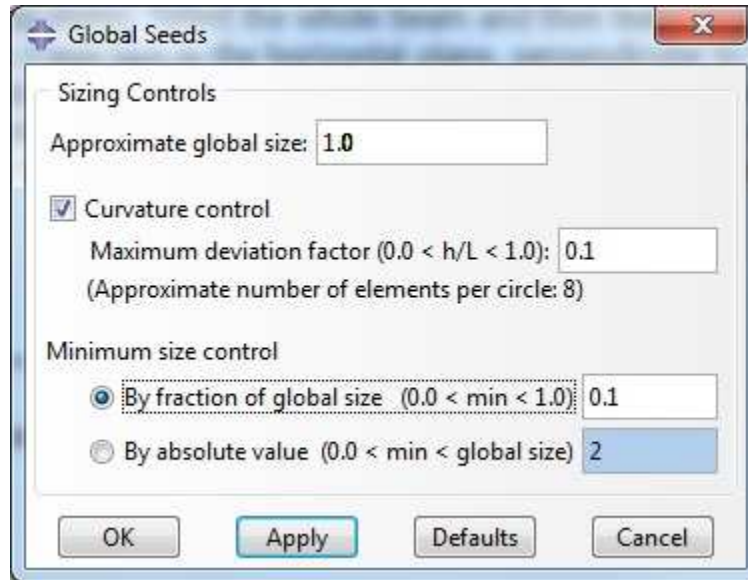 Global Seeds
Sizing Controls
Approximate global size: 1.0
Curvature control
Maximum deviation factor (0.0 < h/L < 1.0): 0.1
(Approximate number of elements per circle: 8)
Minimum size control
By fraction of global size (0.0 < min < 1.0) 0.1
By absolute value (0.0 < min < global size) 2
OK Apply Defaults Cancel